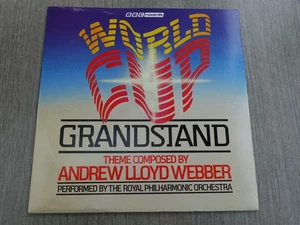 BBC records
WORLD
CUP
GRANDSTAND
THEME COMPOSED BY
ANDREW LLOYD WEBBER
PERFORMED BY THE ROYAL PHILHARMONIC ORCHESTRA